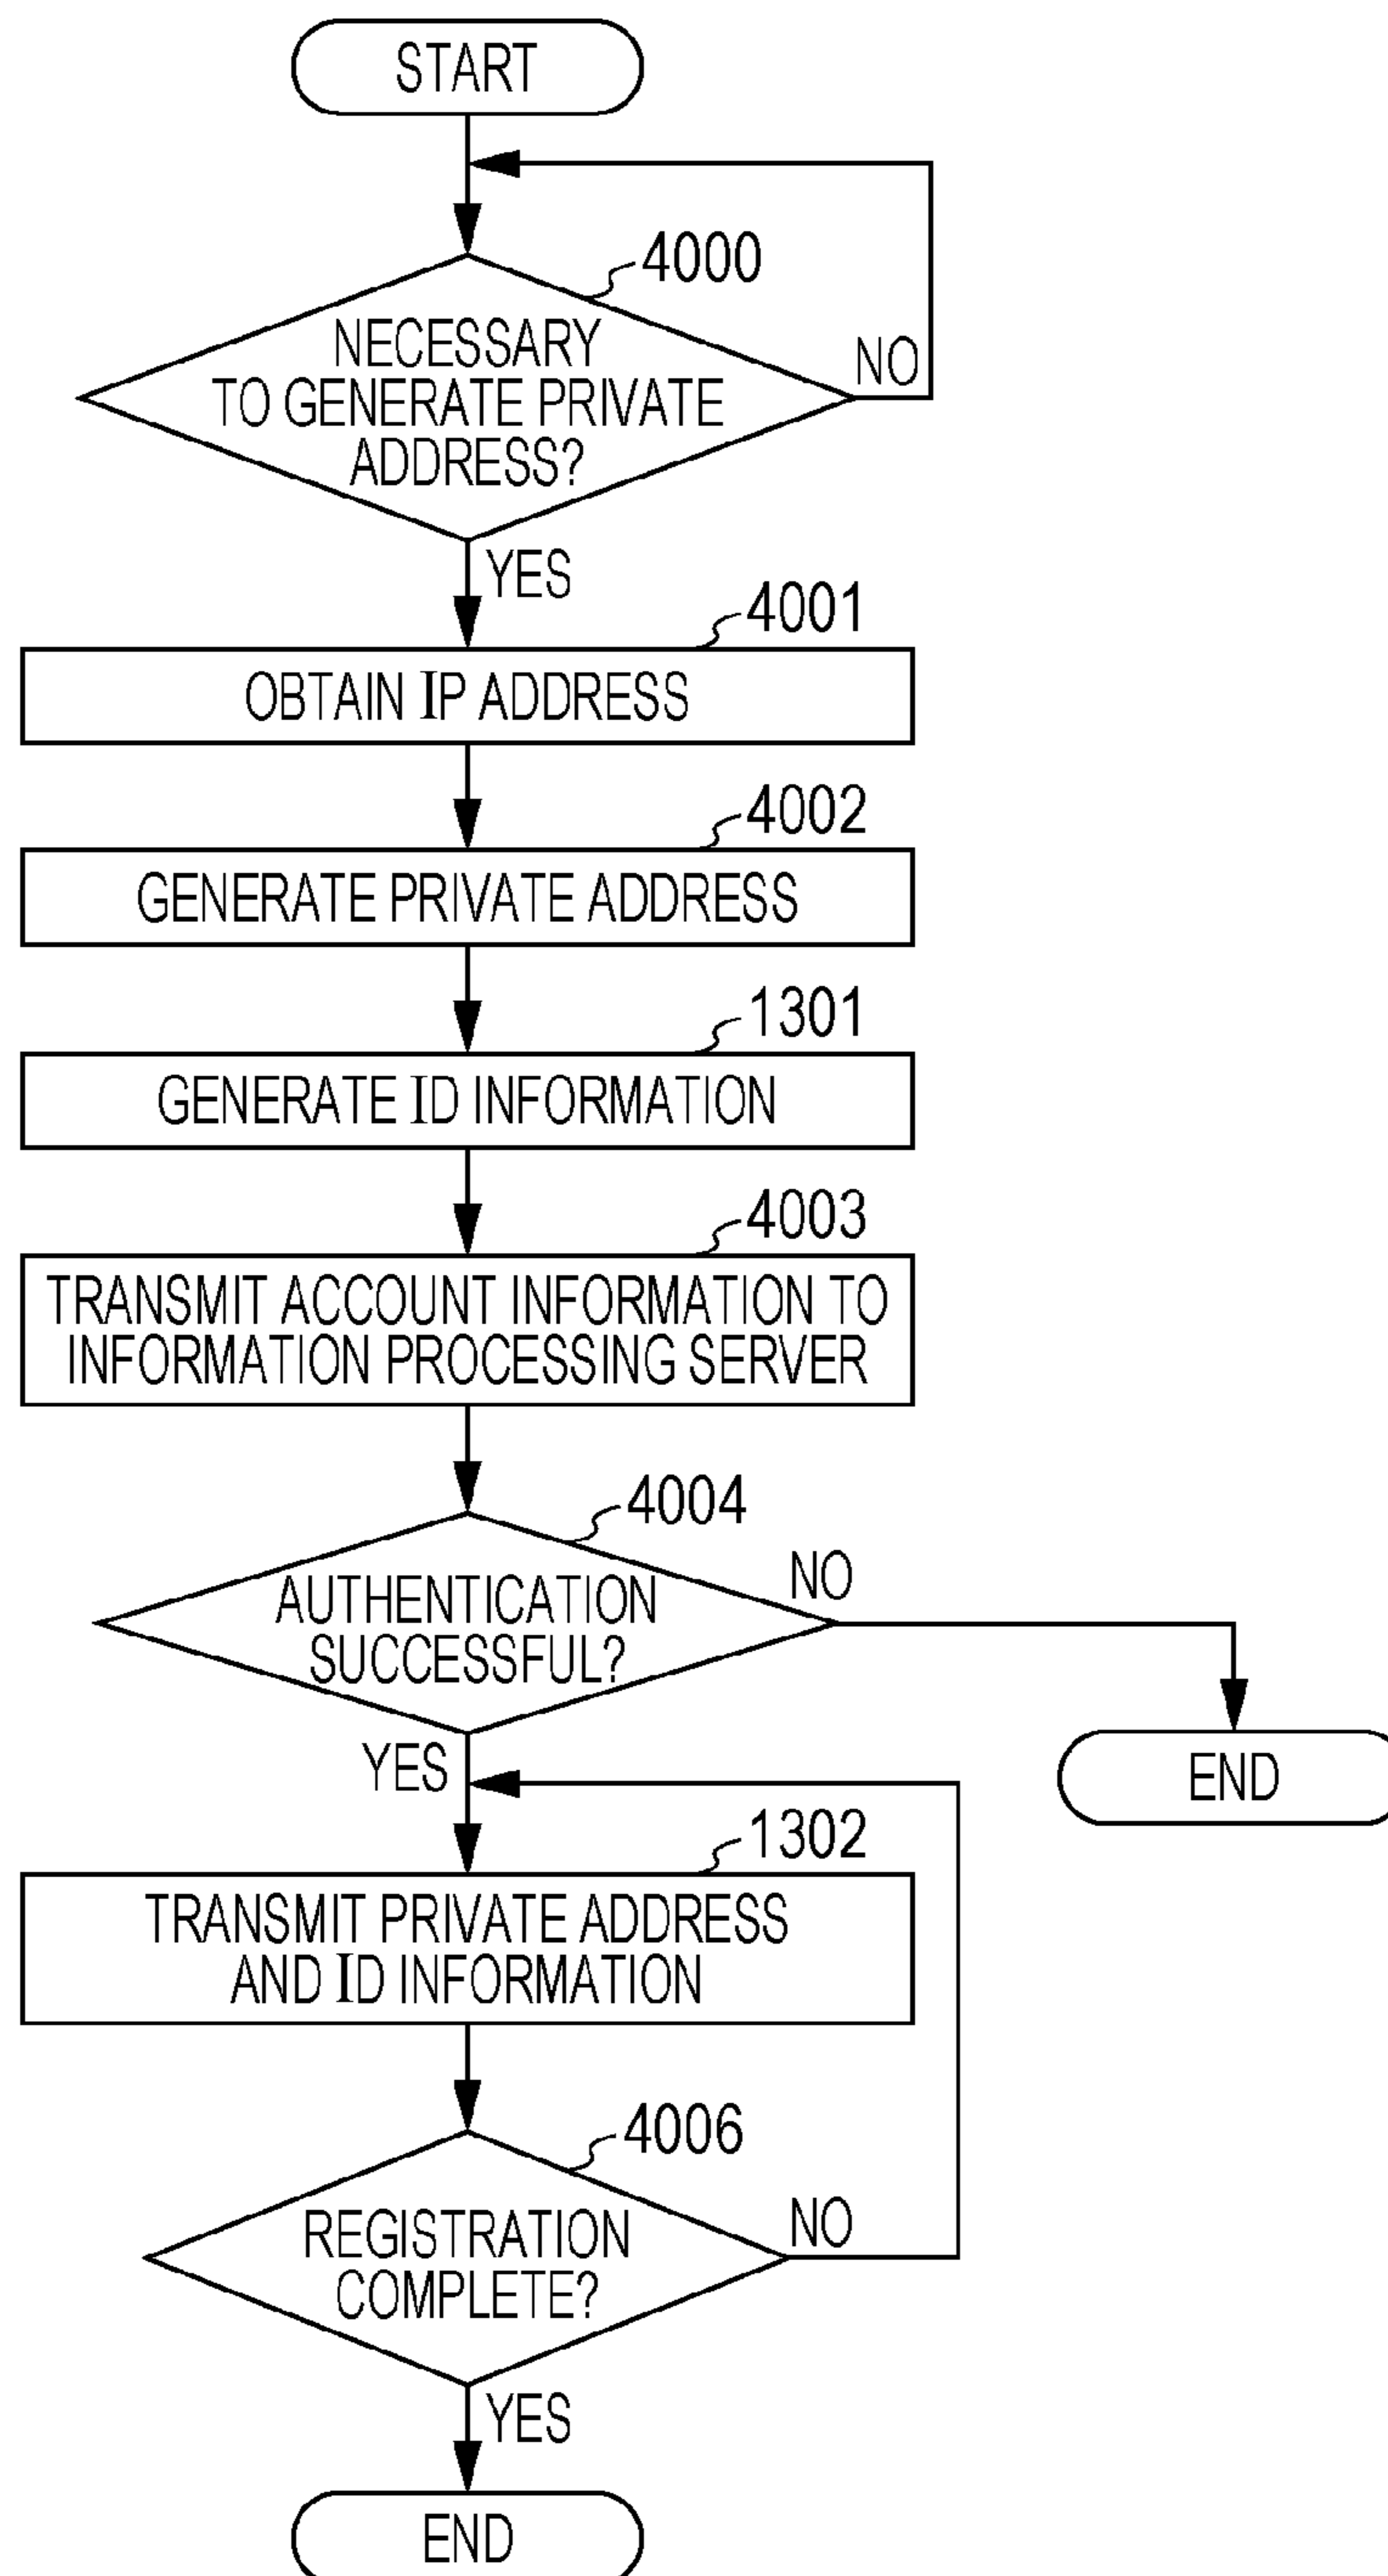 START
4000
NECESSARY
TO GENERATE PRIVATE
ADDRESS?
NO
YES
4001
OBTAIN IP ADDRESS
4002
GENERATE PRIVATE ADDRESS
1301
GENERATE ID INFORMATION
4003
TRANSMIT ACCOUNT INFORMATION TO
INFORMATION PROCESSING SERVER
4004
AUTHENTICATION
SUCCESSFUL?
NO
YES
END
1302
TRANSMIT PRIVATE ADDRESS
AND ID INFORMATION
4006
REGISTRATION
COMPLETE?
NO
YES
END